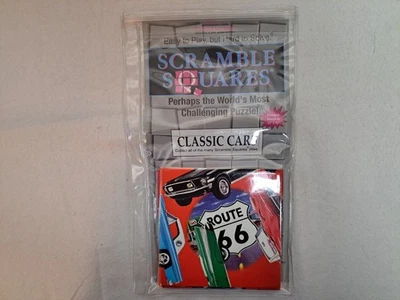 Easy to Play, but Hard to Solve!
SCRAMBLE
SQUARES
Perhaps the World's Most
Challenging Puzzle!
CLASSIC CARS
ROUTE
66